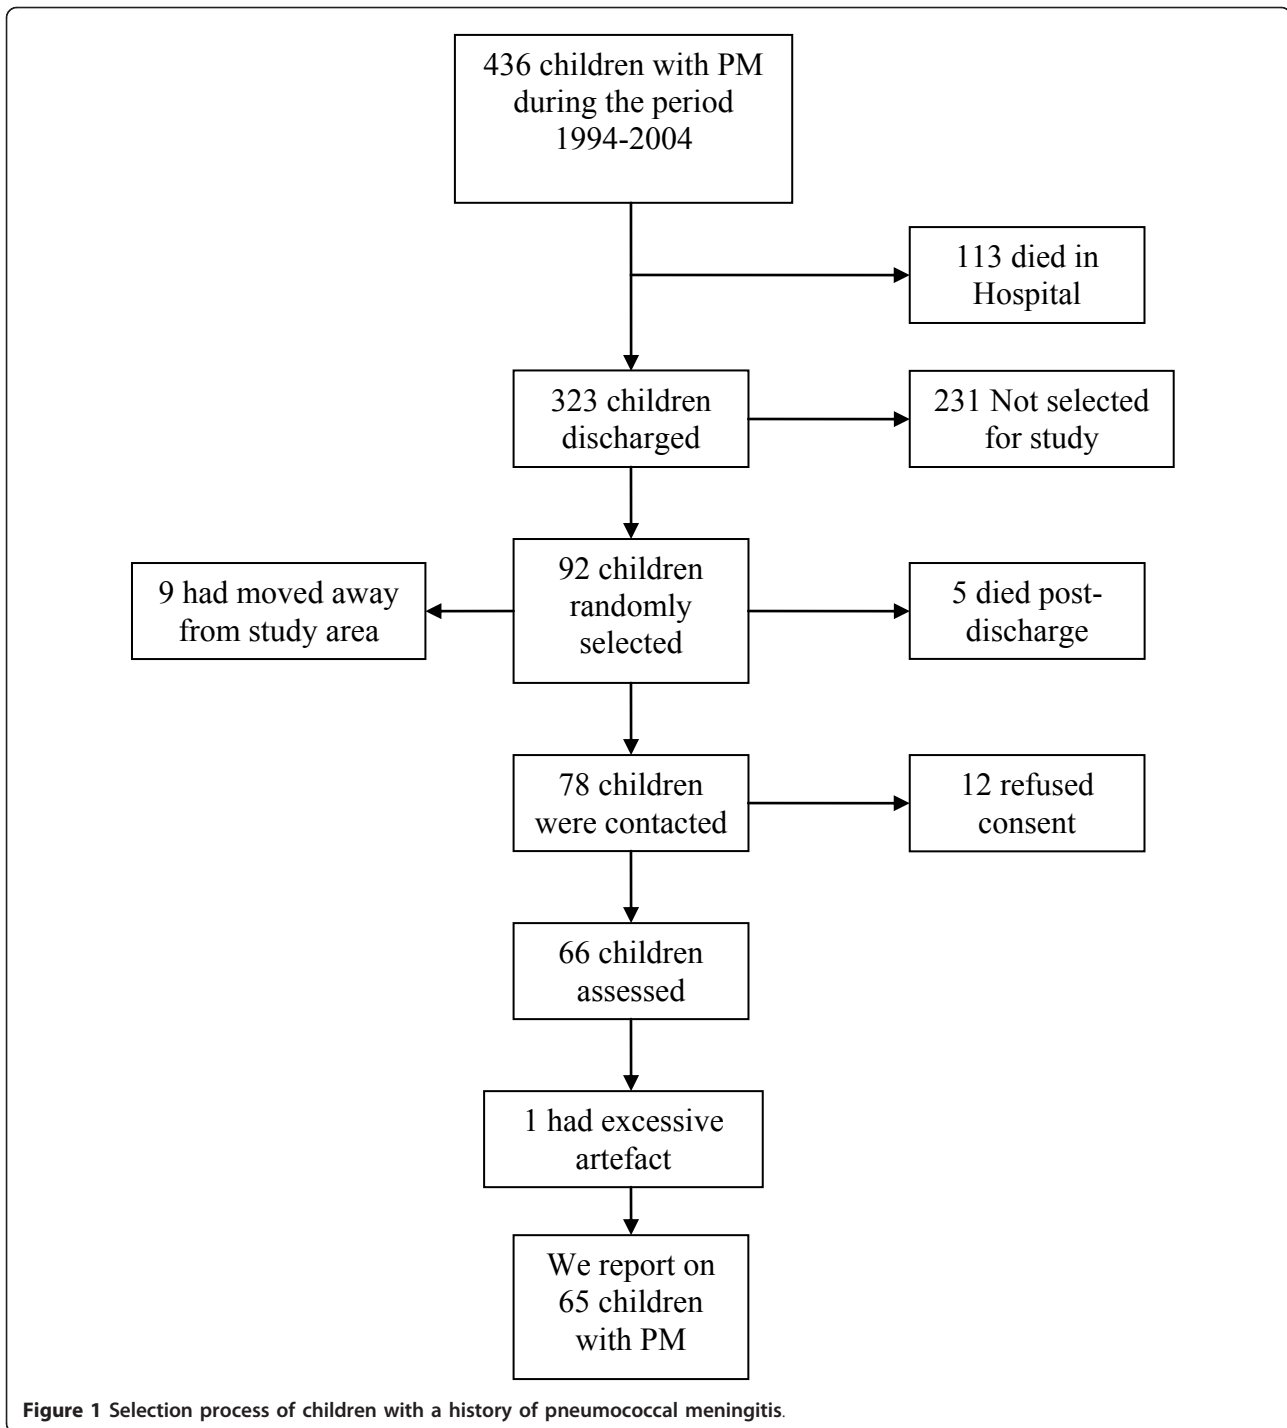 436 children with PM
during the period
1994-2004
113 died in
Hospital
323 children
discharged
231 Not selected
for study
9 had moved away
from study area
92 children
randomly
selected
5 died post-
discharge
78 children
were contacted
12 refused
consent
66 children
assessed
1 had excessive
artefact
We report on
65 children
with PM
Figure 1 Selection process of children with a history of pneumococcal meningitis.